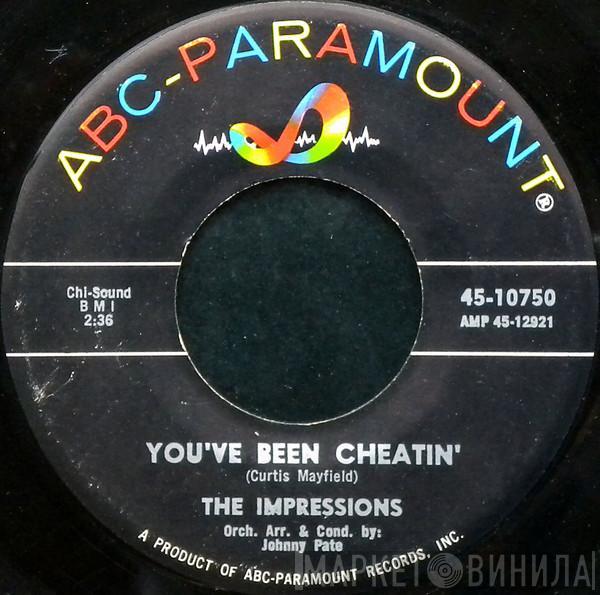 ABC-PARAMOUNT®
Chi-Sound
B M I
2:36
45-10750
AMP 45-12921
YOU'VE BEEN CHEATIN'
(Curtis Mayfield)
THE IMPRESSIONS
Orch. Arr. & Cond. by:
Johnny Pate
A PRODUCT OF ABC-PARAMOUNT RECORDS, INC.
МАРКЕТ ВИНИЛА